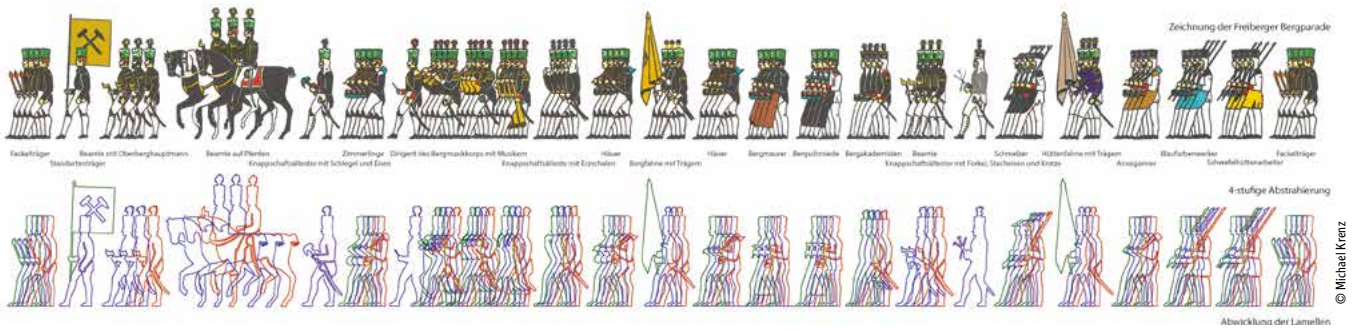 Zeichnung der Freiberger Bergparade
Fackelträger Beamte mit Oberberghauptmann Beamte auf Pferden Zimmerlinge Dirigent des Bergmusikkorps mit Musikern Häuer Häuer Bergmaurer Bergschmiede Bergakademisten Beamte Schmelzer Hüttenfahne mit Trägern Blaufarbenwerker Fackelträger
Standartenträger Knappschaftsältester mit Schlegel und Eisen Knappschaftsälteste mit Erzschalen Bergfahne mit Trägern Knappschaftsältester mit Forkel, Stecheisen und Kratze Schwefelhüttenarbeiter
4-stufige Abstrahierung
Abwicklung der Lamellen
© Michael Krenz